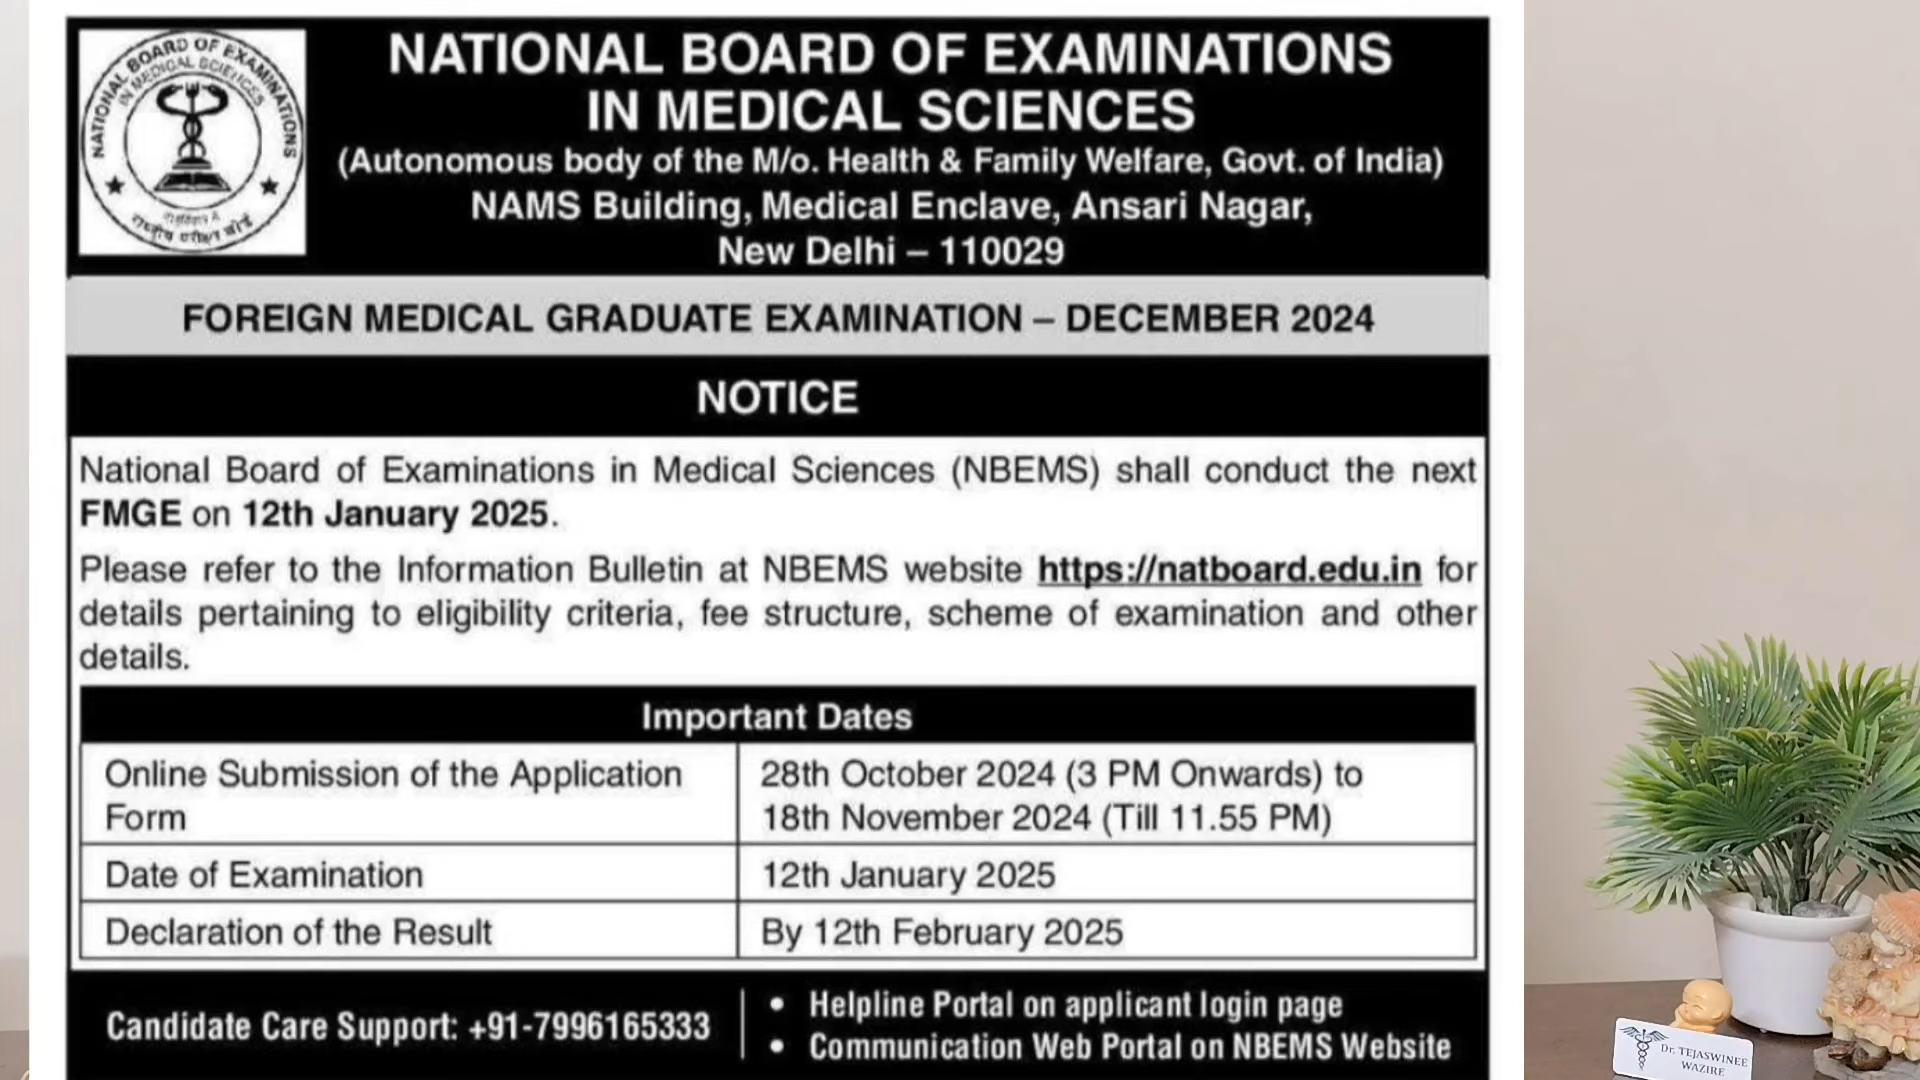 NATIONAL BOARD OF EXAMINATIONS
IN MEDICAL SCIENCES
NATIONAL BOARD OF EXAMINATIONS
IN MEDICAL SCIENCES
(Autonomous body of the M/o. Health & Family Welfare, Govt. of India)
NAMS Building, Medical Enclave, Ansari Nagar,
New Delhi – 110029
FOREIGN MEDICAL GRADUATE EXAMINATION – DECEMBER 2024
NOTICE
National Board of Examinations in Medical Sciences (NBEMS) shall conduct the next
FMGE on 12th January 2025.
Please refer to the Information Bulletin at NBEMS website https://natboard.edu.in for
details pertaining to eligibility criteria, fee structure, scheme of examination and other
details.
Important Dates
Online Submission of the Application
Form
28th October 2024 (3 PM Onwards) to
18th November 2024 (Till 11.55 PM)
Date of Examination
12th January 2025
Declaration of the Result
By 12th February 2025
Candidate Care Support: +91-7996165333
• Helpline Portal on applicant login page
• Communication Web Portal on NBEMS Website
Dr. TEJASWINEE
WAZIRE